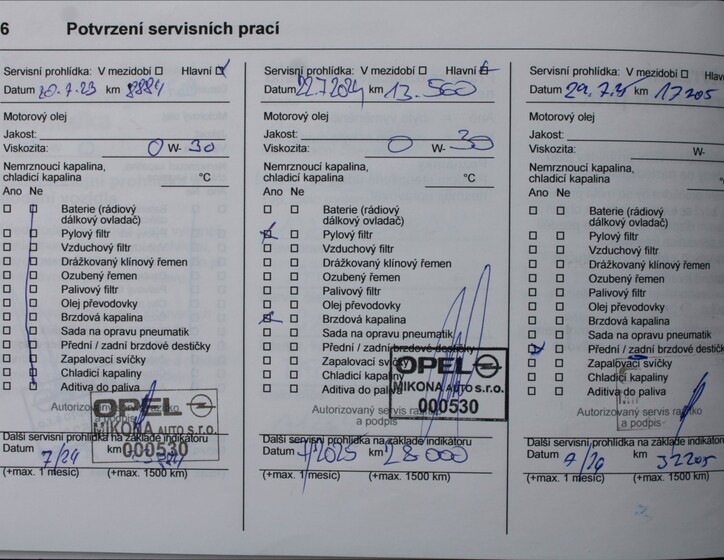 6 Potvrzení servisních prací
Servisní prohlídka: V mezidobí Hlavní
Datum 20.7.23 km 8884
Motorový olej
Jakost:
Viskozita: 0 W- 30
Nemrznoucí kapalina,
chladicí kapalina °C
Ano Ne
Baterie (rádiový
dálkový ovladač)
Pylový filtr
Vzduchový filtr
Drážkovaný klínový řemen
Ozubený řemen
Palivový filtr
Olej převodovky
Brzdová kapalina
Sada na opravu pneumatik
Přední / zadní brzdové destičky
Zapalovací svíčky
Chladicí kapaliny
Aditiva do paliva
Autorizovaný servis razítko
a podpis
OPEL
MIKONA AUTO s.r.o.
000530
Další servisní prohlídka na základě indikátoru
Datum 7/24 km
(+max. 1 měsíc) (+max. 1500 km)
Servisní prohlídka: V mezidobí Hlavní
Datum 22.7.2024 km 13.560
Motorový olej
Jakost:
Viskozita: 0 W- 30
Nemrznoucí kapalina,
chladicí kapalina °C
Ano Ne
Baterie (rádiový
dálkový ovladač)
Pylový filtr
Vzduchový filtr
Drážkovaný klínový řemen
Ozubený řemen
Palivový filtr
Olej převodovky
Brzdová kapalina
Sada na opravu pneumatik
Přední / zadní brzdové destičky
Zapalovací svíčky
Chladicí kapaliny
Aditiva do paliva
OPEL
MIKONA AUTO s.r.o.
000530
Autorizovaný servis razítko
a podpis
Další servisní prohlídka na základě indikátoru
Datum 7/2025 km 28000
(+max. 1 měsíc) (+max. 1500 km)
Servisní prohlídka: V mezidobí Hlavní
Datum 29.7.25 km 17205
Motorový olej
Jakost:
Viskozita: W-
Nemrznoucí kapalina,
chladicí kapalina
Ano Ne
Baterie (rádiový
dálkový ovladač)
Pylový filtr
Vzduchový filtr
Drážkovaný klínový řemen
Ozubený řemen
Palivový filtr
Olej převodovky
Brzdová kapalina
Sada na opravu pneumatik
Přední / zadní brzdové destičk
Zapalovací svíčky
Chladicí kapaliny
Aditiva do paliva
Autorizovaný servis razítko
a podpis
Další servisní prohlídka na základě indikátoru
Datum 7/26 km 32205
(+max. 1 měsíc) (+max. 1500 km)